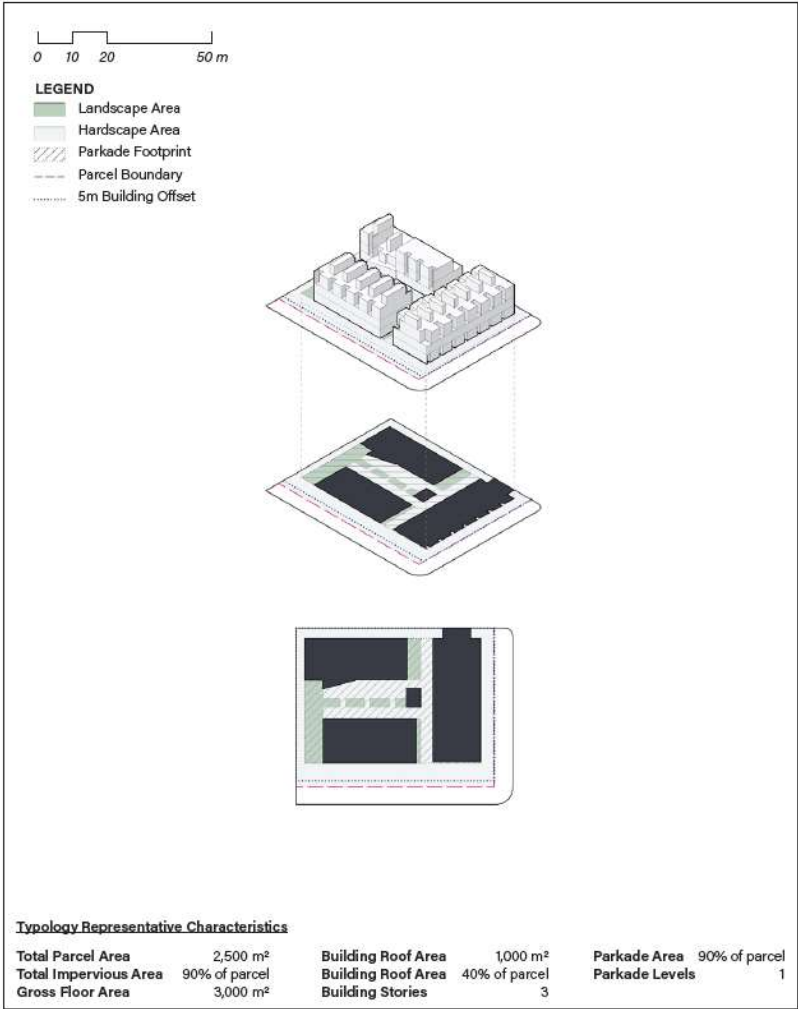 0 10 20 50 m
LEGEND
Landscape Area
Hardscape Area
Parkade Footprint
Parcel Boundary
5m Building Offset
Typology Representative Characteristics
Total Parcel Area 2,500 m² Building Roof Area 1,000 m² Parkade Area 90% of parcel
Total Impervious Area 90% of parcel Building Roof Area 40% of parcel Parkade Levels 1
Gross Floor Area 3,000 m² Building Stories 3